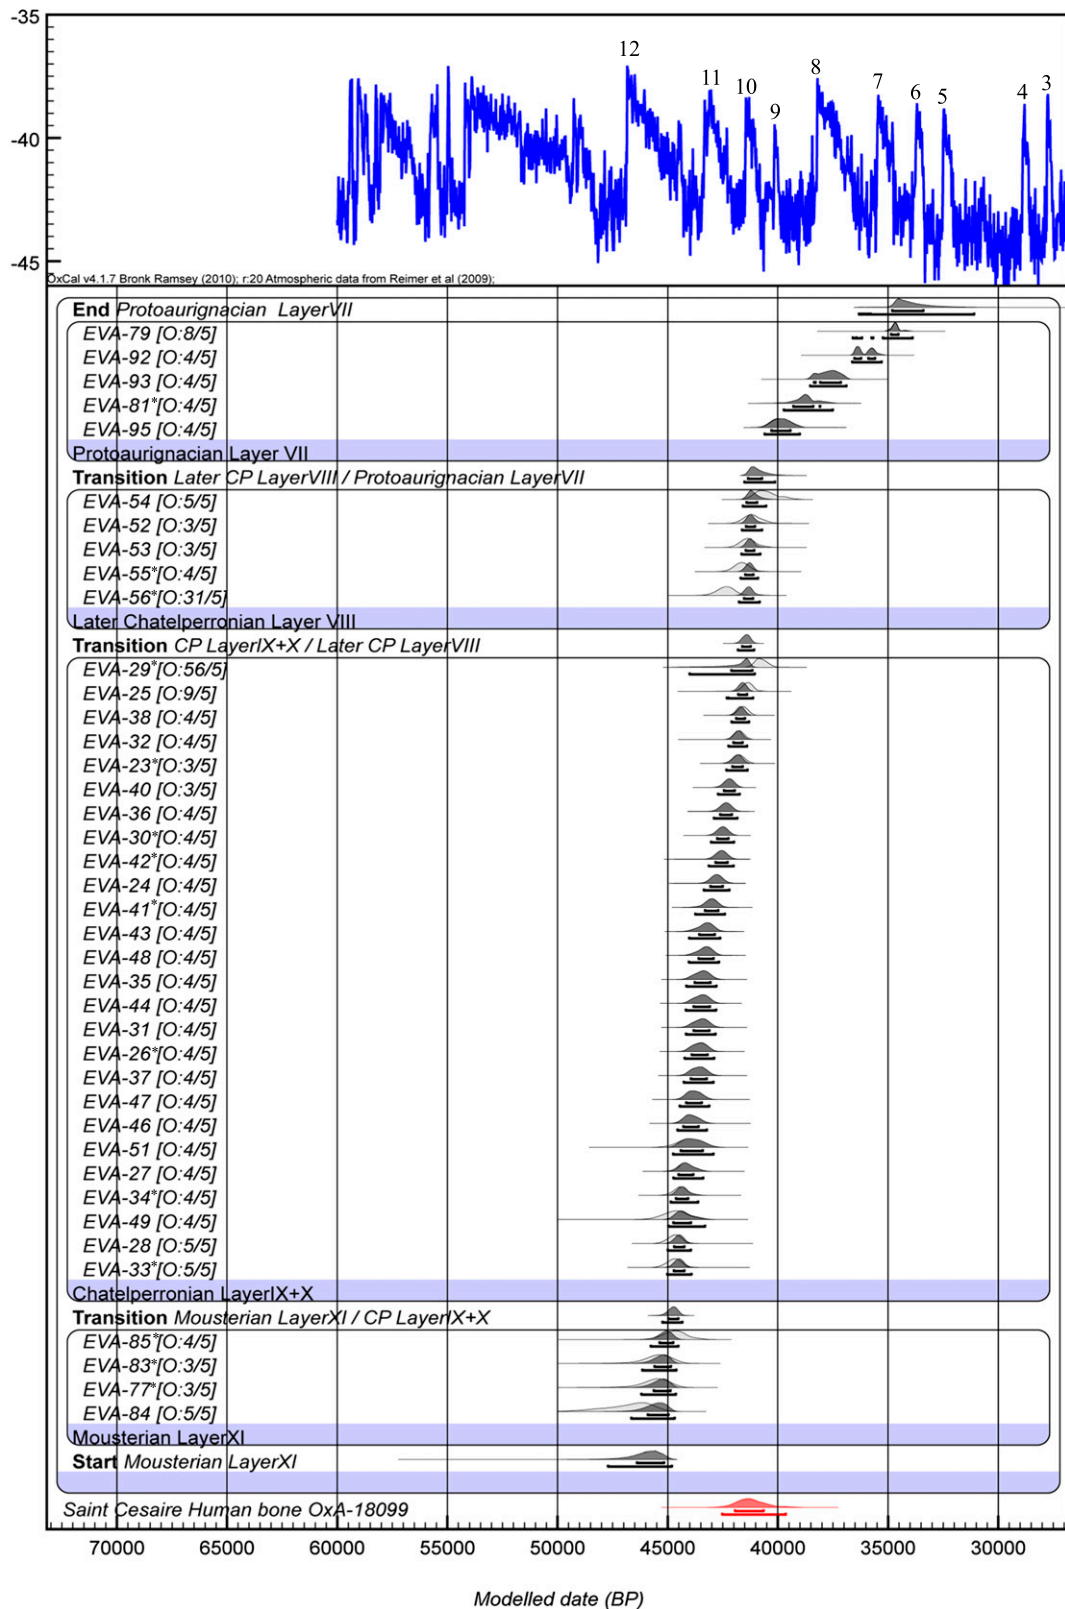 -35
12
11
10
9
8
7
6
5
4
3
-40
-45
OxCal v4.1.7 Bronk Ramsey (2010); r:20 Atmospheric data from Reimer et al (2009);
End Protoaurignacian LayerVII
EVA-79 [O:8/5]
EVA-92 [O:4/5]
EVA-93 [O:4/5]
EVA-81*[O:4/5]
EVA-95 [O:4/5]
Protoaurignacian Layer VII
Transition Later CP LayerVIII / Protoaurignacian LayerVII
EVA-54 [O:5/5]
EVA-52 [O:3/5]
EVA-53 [O:3/5]
EVA-55*[O:4/5]
EVA-56*[O:31/5]
Later Chatelperronian Layer VIII
Transition CP LayerIX+X / Later CP LayerVIII
EVA-29*[O:56/5]
EVA-25 [O:9/5]
EVA-38 [O:4/5]
EVA-32 [O:4/5]
EVA-23*[O:3/5]
EVA-40 [O:3/5]
EVA-36 [O:4/5]
EVA-30*[O:4/5]
EVA-42*[O:4/5]
EVA-24 [O:4/5]
EVA-41*[O:4/5]
EVA-43 [O:4/5]
EVA-48 [O:4/5]
EVA-35 [O:4/5]
EVA-44 [O:4/5]
EVA-31 [O:4/5]
EVA-26*[O:4/5]
EVA-37 [O:4/5]
EVA-47 [O:4/5]
EVA-46 [O:4/5]
EVA-51 [O:4/5]
EVA-27 [O:4/5]
EVA-34*[O:4/5]
EVA-49 [O:4/5]
EVA-28 [O:5/5]
EVA-33*[O:5/5]
Chatelperronian LayerIX+X
Transition Mousterian LayerXI / CP LayerIX+X
EVA-85*[O:4/5]
EVA-83*[O:3/5]
EVA-77*[O:3/5]
EVA-84 [O:5/5]
Mousterian LayerXI
Start Mousterian LayerXI
Saint Cesaire Human bone OxA-18099
70000 65000 60000 55000 50000 45000 40000 35000 30000
Modelled date (BP)